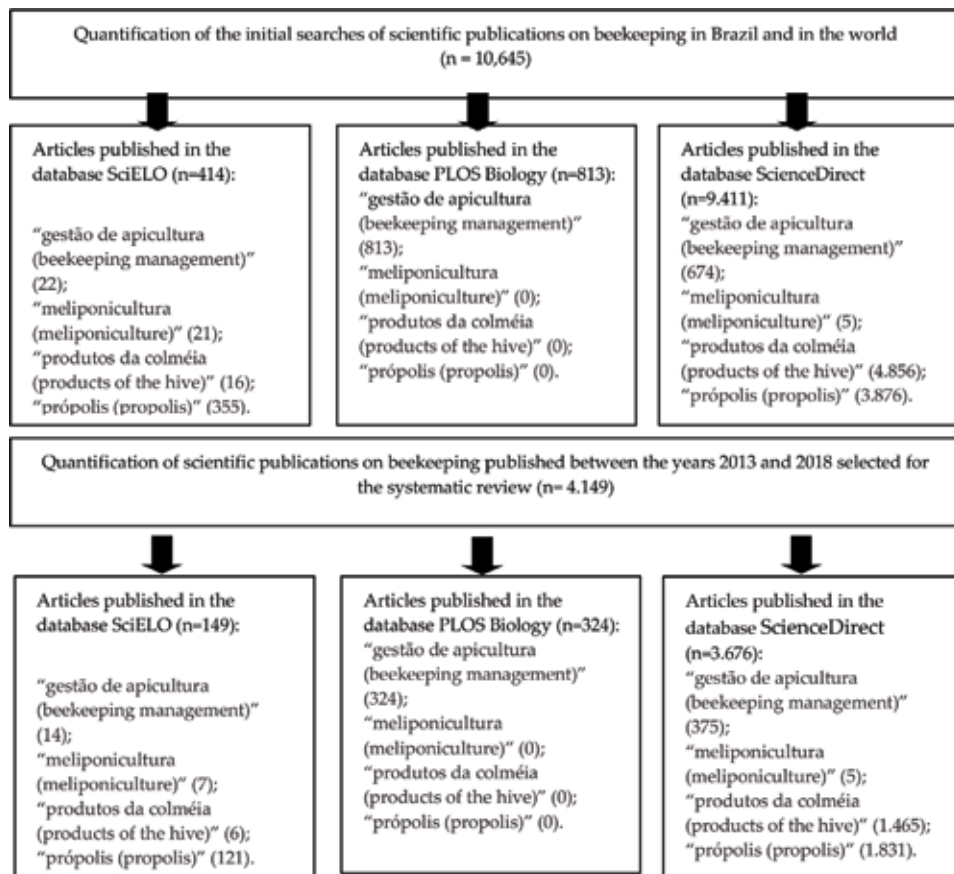 Quantification of the initial searches of scientific publications on beekeeping in Brazil and in the world
(n = 10,645)
Articles published in the
database SciELO (n=414):
“gestão de apicultura
(beekeeping management)”
(22);
“meliponicultura
(meliponiculture)” (21);
“produtos da colméia
(products of the hive)” (16);
“própolis (propolis)” (355).
Articles published in the
database PLOS Biology (n=813):
“gestão de apicultura
(beekeeping management)”
(813);
“meliponicultura
(meliponiculture)” (0);
“produtos da colméia
(products of the hive)” (0);
“própolis (propolis)” (0).
Articles published in the
database ScienceDirect
(n=9.411):
“gestão de apicultura
(beekeeping management)”
(674);
“meliponicultura
(meliponiculture)” (5);
“produtos da colméia
(products of the hive)” (4.856);
“própolis (propolis)” (3.876).
Quantification of scientific publications on beekeeping published between the years 2013 and 2018 selected for
the systematic review (n= 4.149)
Articles published in the
database SciELO (n=149):
“gestão de apicultura
(beekeeping management)”
(14);
“meliponicultura
(meliponiculture)” (7);
“produtos da colméia
(products of the hive)” (6);
“própolis (propolis)” (121).
Articles published in the
database PLOS Biology (n=324):
“gestão de apicultura
(beekeeping management)”
(324);
“meliponicultura
(meliponiculture)” (0);
“produtos da colméia
(products of the hive)” (0);
“própolis (propolis)” (0).
Articles published in the
database ScienceDirect
(n=3.676):
“gestão de apicultura
(beekeeping management)”
(375);
“meliponicultura
(meliponiculture)” (5);
“produtos da colméia
(products of the hive)” (1.465);
“própolis (propolis)” (1.831).